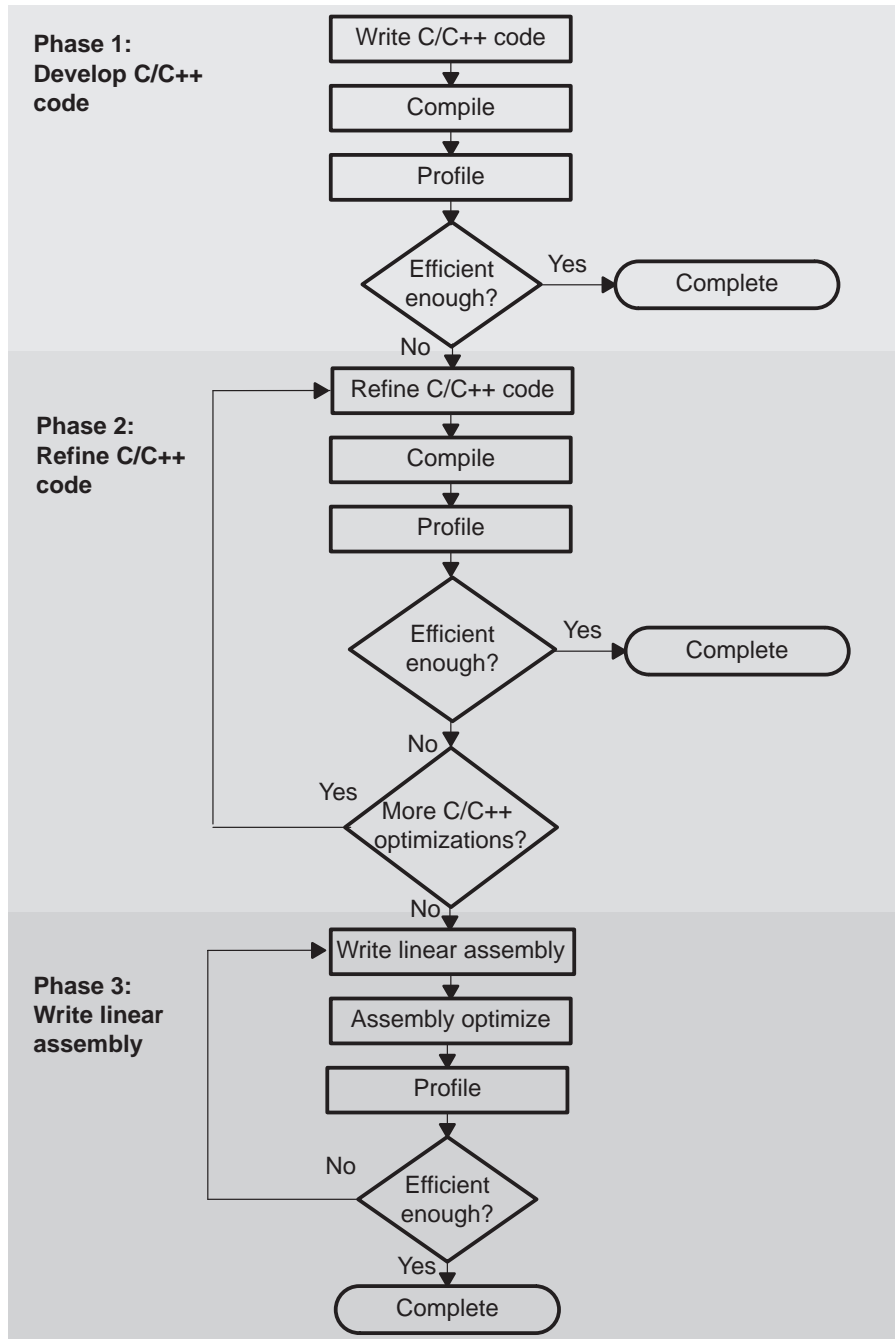 Phase 1:
Develop C/C++
code
Write C/C++ code
Compile
Profile
Efficient
enough?
Yes
Complete
No
Phase 2:
Refine C/C++
code
Refine C/C++ code
Compile
Profile
Efficient
enough?
Yes
Complete
No
Yes
More C/C++
optimizations?
No
Phase 3:
Write linear
assembly
Write linear assembly
Assembly optimize
Profile
No
Efficient
enough?
Yes
Complete